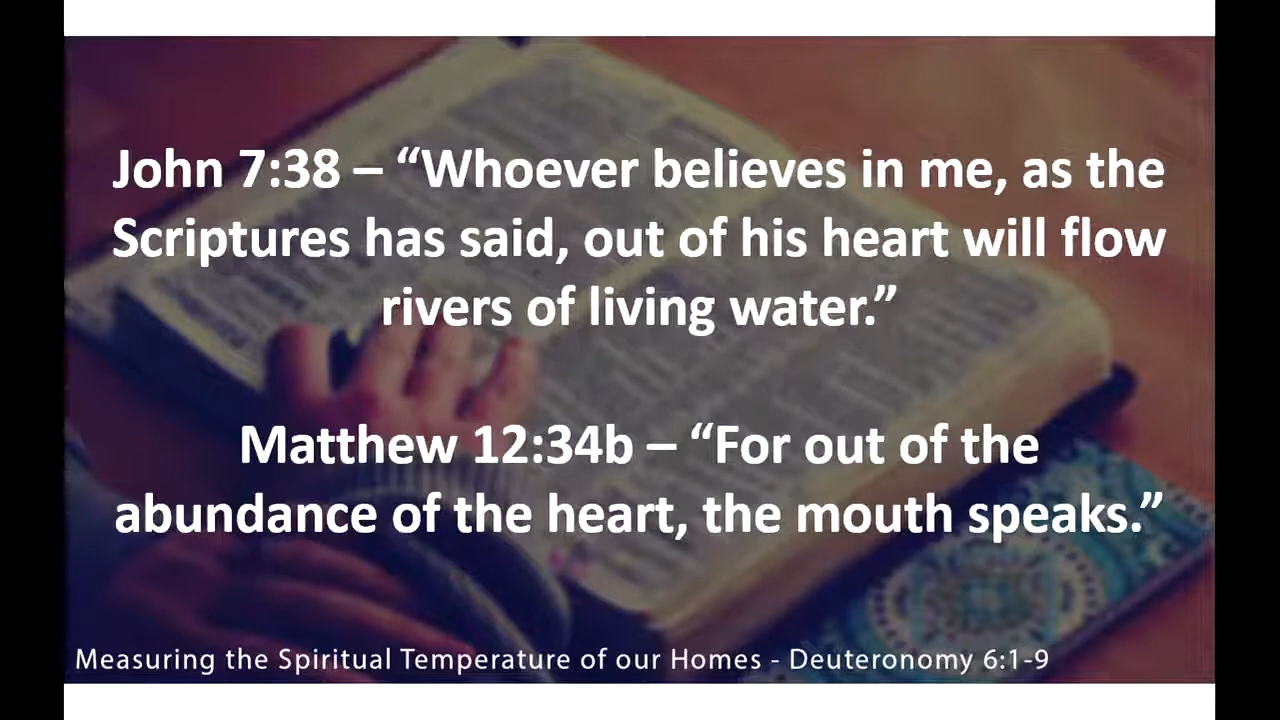 John 7:38 – “Whoever believes in me, as the
Scriptures has said, out of his heart will flow
rivers of living water.”
Matthew 12:34b – “For out of the
abundance of the heart, the mouth speaks.”
Measuring the Spiritual Temperature of our Homes - Deuteronomy 6:1-9